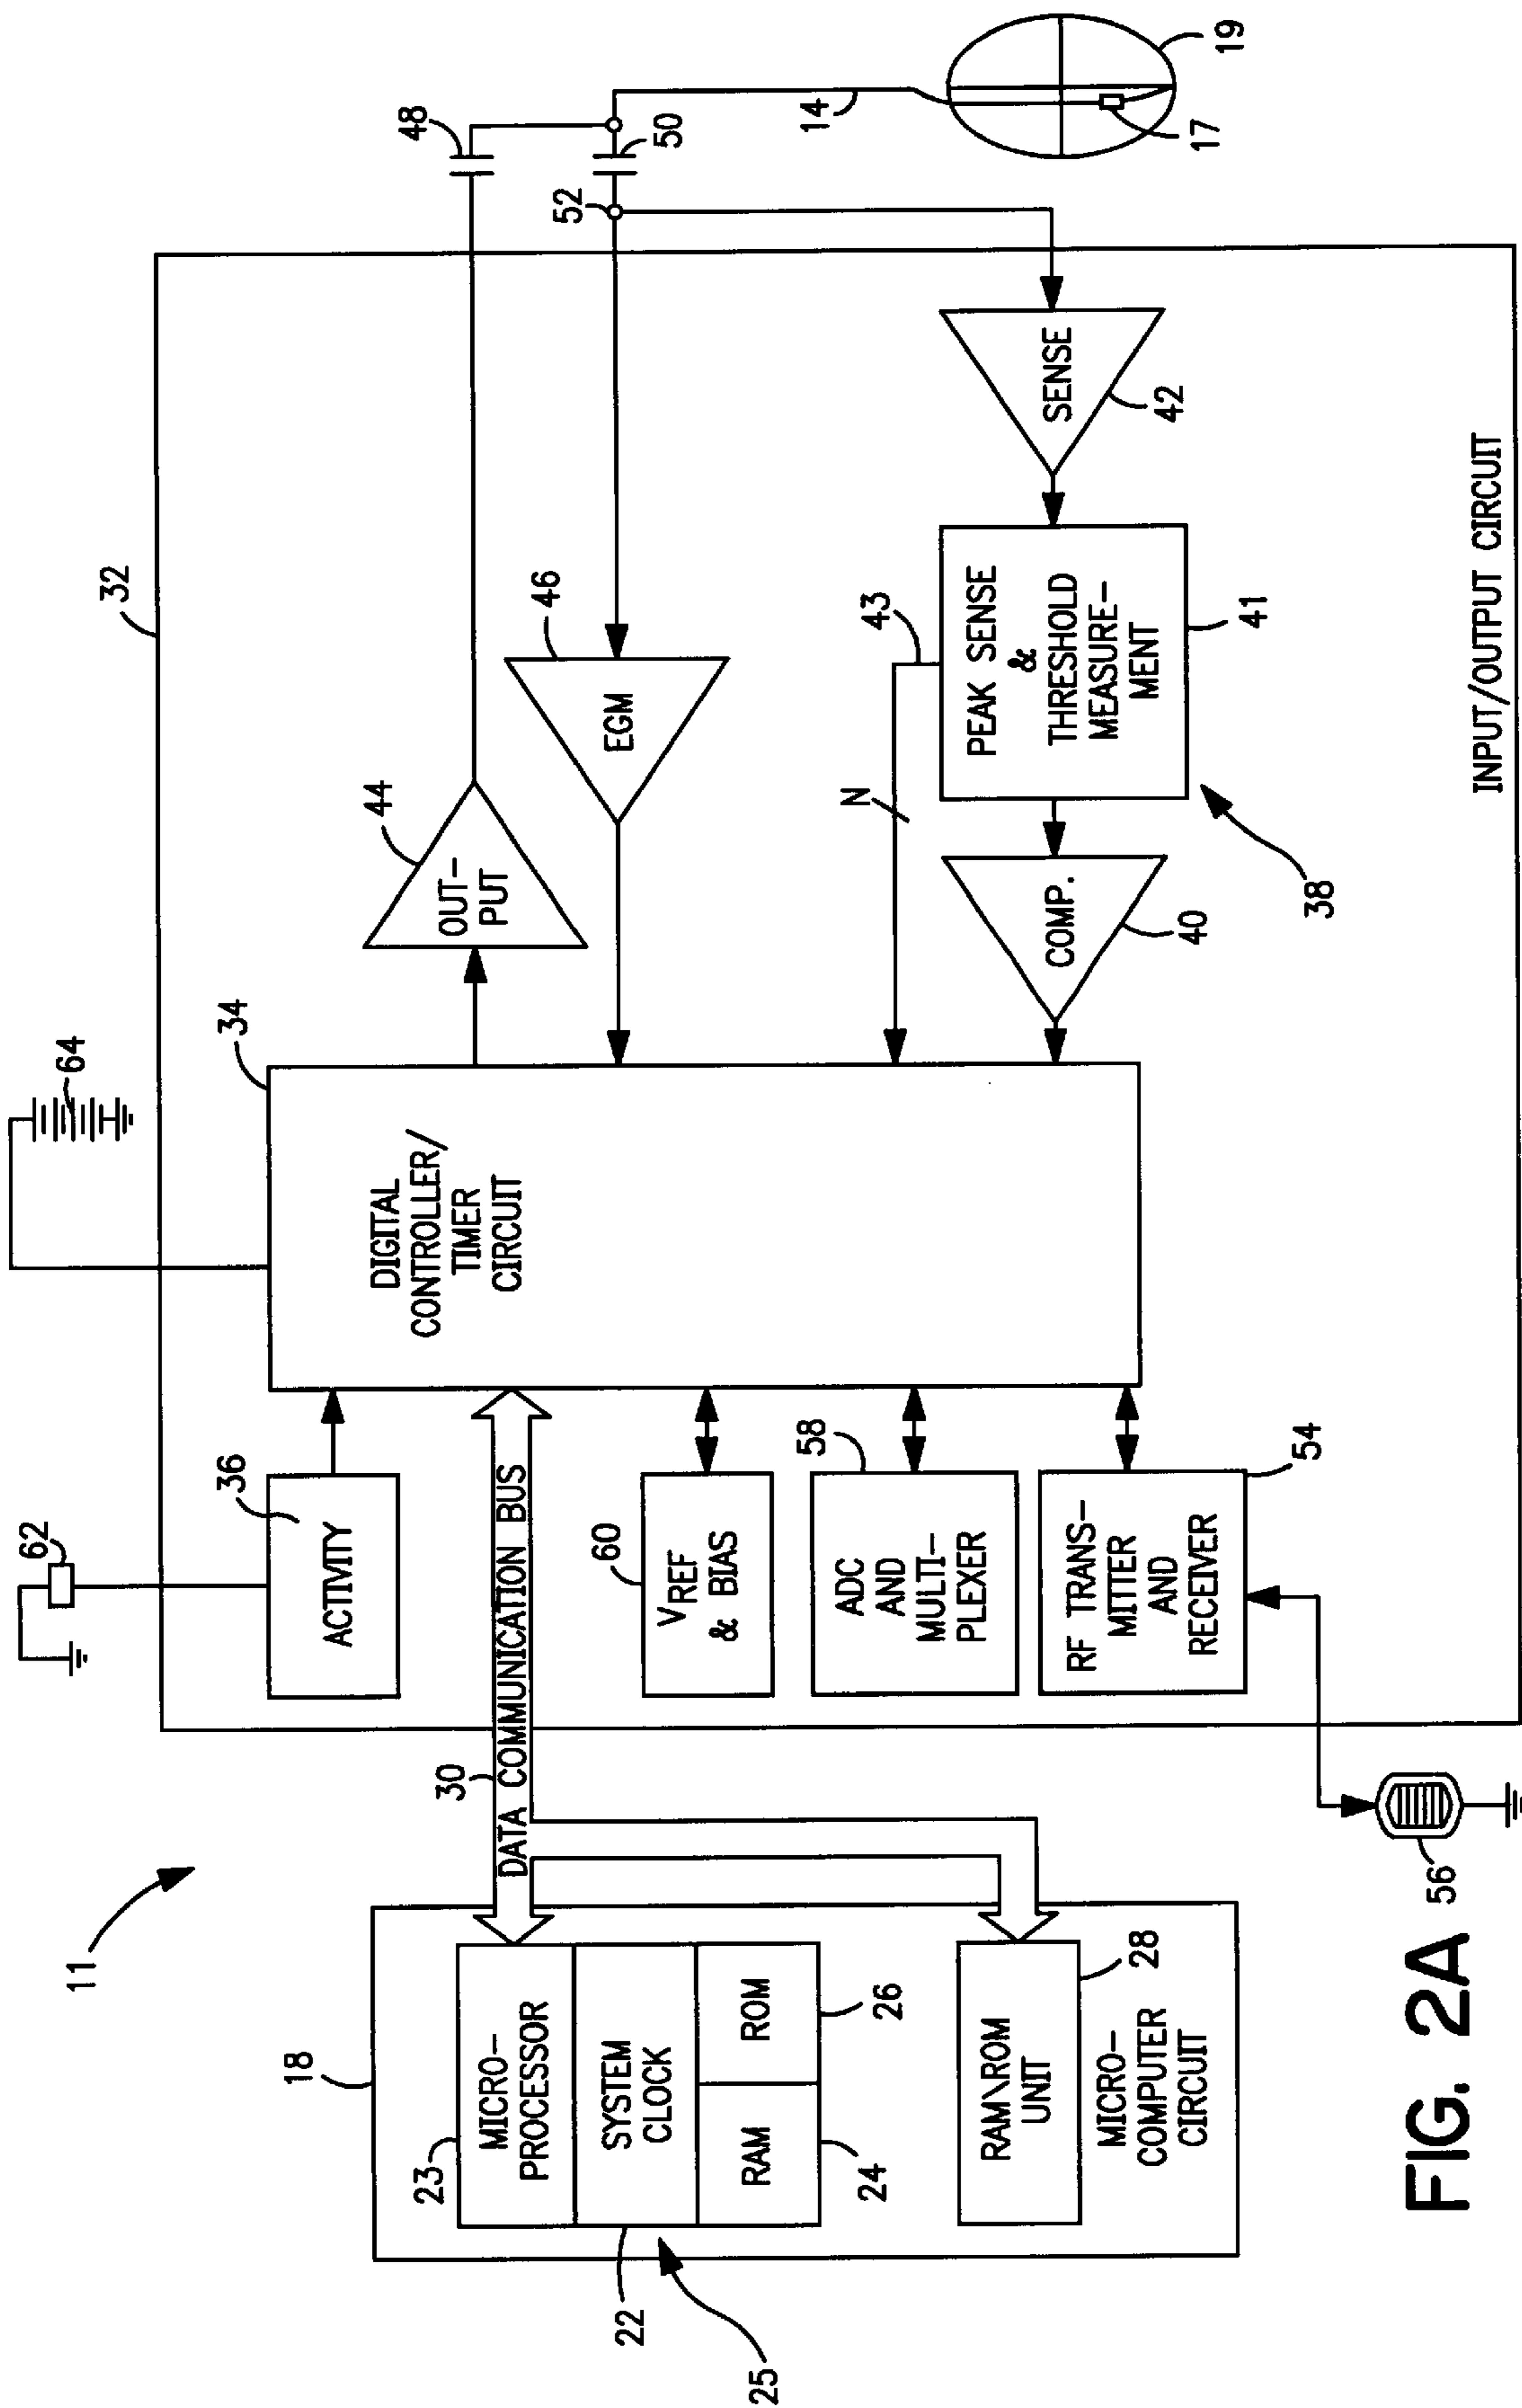 11
18
23
MICRO-
PROCESSOR
SYSTEM
CLOCK
RAM
ROM
22
25
24
26
RAM\ROM
UNIT
28
MICRO-
COMPUTER
CIRCUIT
30
DATA COMMUNICATION BUS
62
36
ACTIVITY
60
VREF
& BIAS
58
ADC
AND
MULTI-
PLEXER
54
RF TRANS-
MITTER
AND
RECEIVER
56
64
34
DIGITAL
CONTROLLER/
TIMER
CIRCUIT
32
44
OUT-
PUT
46
EGM
N
43
PEAK SENSE
&
THRESHOLD
MEASURE-
MENT
41
COMP.
40
38
SENSE
42
INPUT/OUTPUT CIRCUIT
48
52
50
14
17
19
FIG. 2A